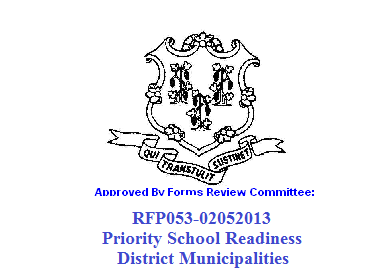 QUI TRANSTULIT SUSTINET
Approved By Forms Review Committee:
RFP053-02052013
Priority School Readiness
District Municipalities